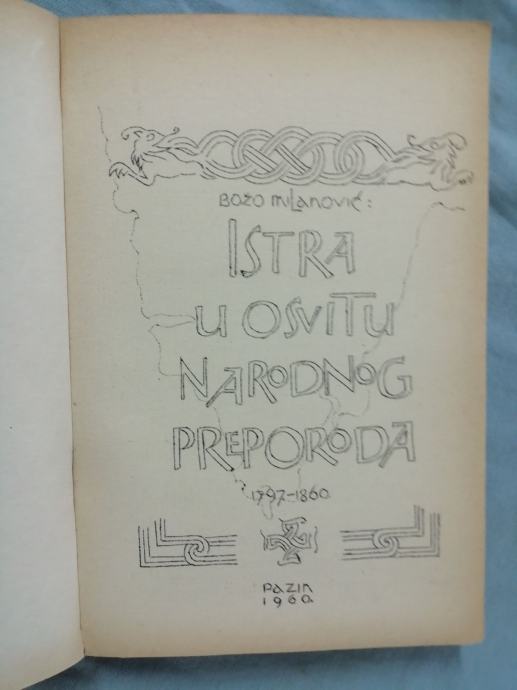 BOŽO MILANOVIĆ:
ISTRA
U OSVITU
NARODNOG
PREPORODA
1797-1860
PAZIN
1960